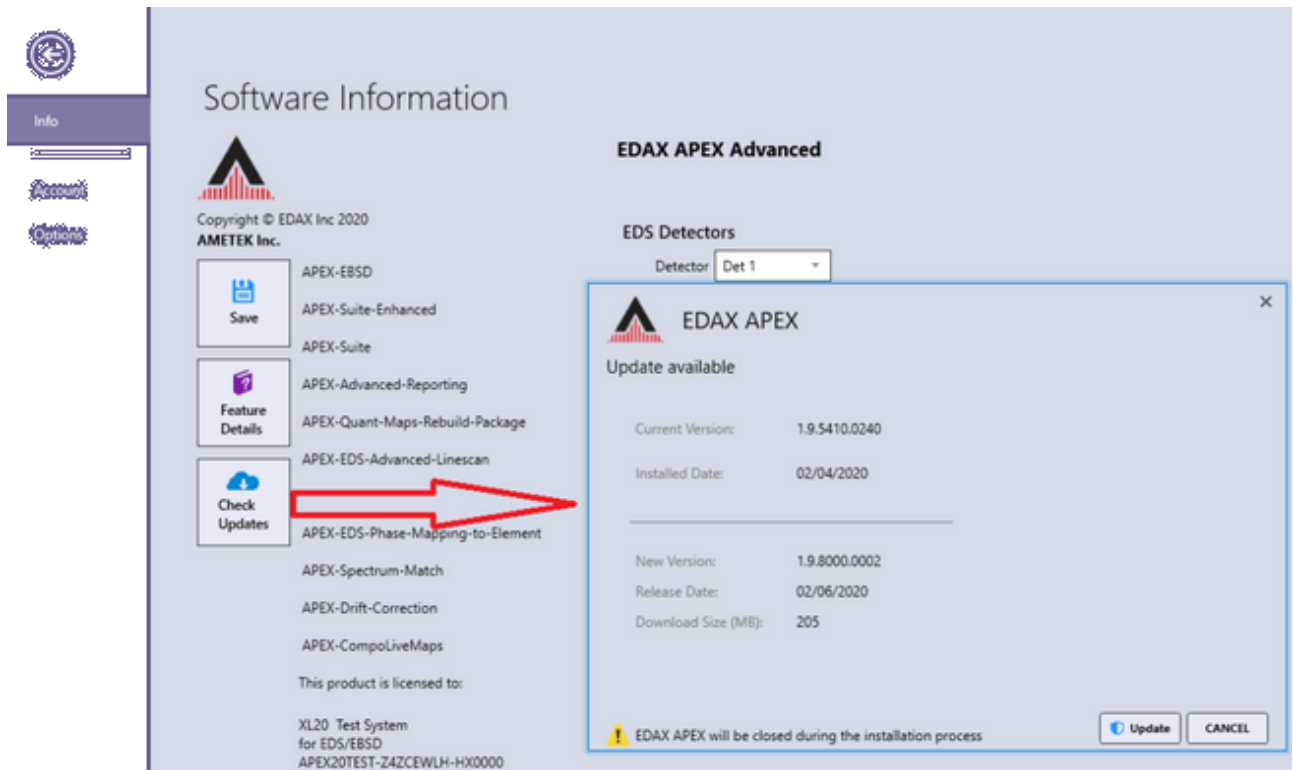 Software Information
Info
Account
Options
Copyright © EDAX Inc 2020
AMETEK Inc.
Save
Feature
Details
Check
Updates
APEX-EBSD
APEX-Suite-Enhanced
APEX-Suite
APEX-Advanced-Reporting
APEX-Quant-Maps-Rebuild-Package
APEX-EDS-Advanced-Linescan
APEX-EDS-Phase-Mapping-to-Element
APEX-Spectrum-Match
APEX-Drift-Correction
APEX-CompoLiveMaps
This product is licensed to:
XL20 Test System
for EDS/EBSD
APEX20TEST-Z4ZCEWLH-HX0000
EDAX APEX Advanced
EDS Detectors
Detector Det 1
EDAX APEX
Update available
Current Version: 1.9.5410.0240
Installed Date: 02/04/2020
New Version: 1.9.8000.0002
Release Date: 02/06/2020
Download Size (MB): 205
EDAX APEX will be closed during the installation process
Update CANCEL